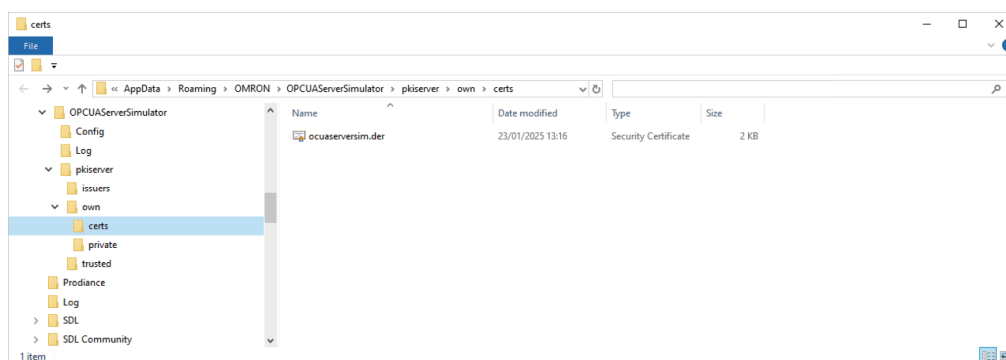 certs
File
« AppData > Roaming > OMRON > OPCUAServerSimulator > pkiserver > own > certs
OPCUAServerSimulator
Config
Log
pkiserver
issuers
own
certs
private
trusted
Prodiance
Log
SDL
SDL Community
Name Date modified Type Size
ocuaserversim.der 23/01/2025 13:16 Security Certificate 2 KB
1 item